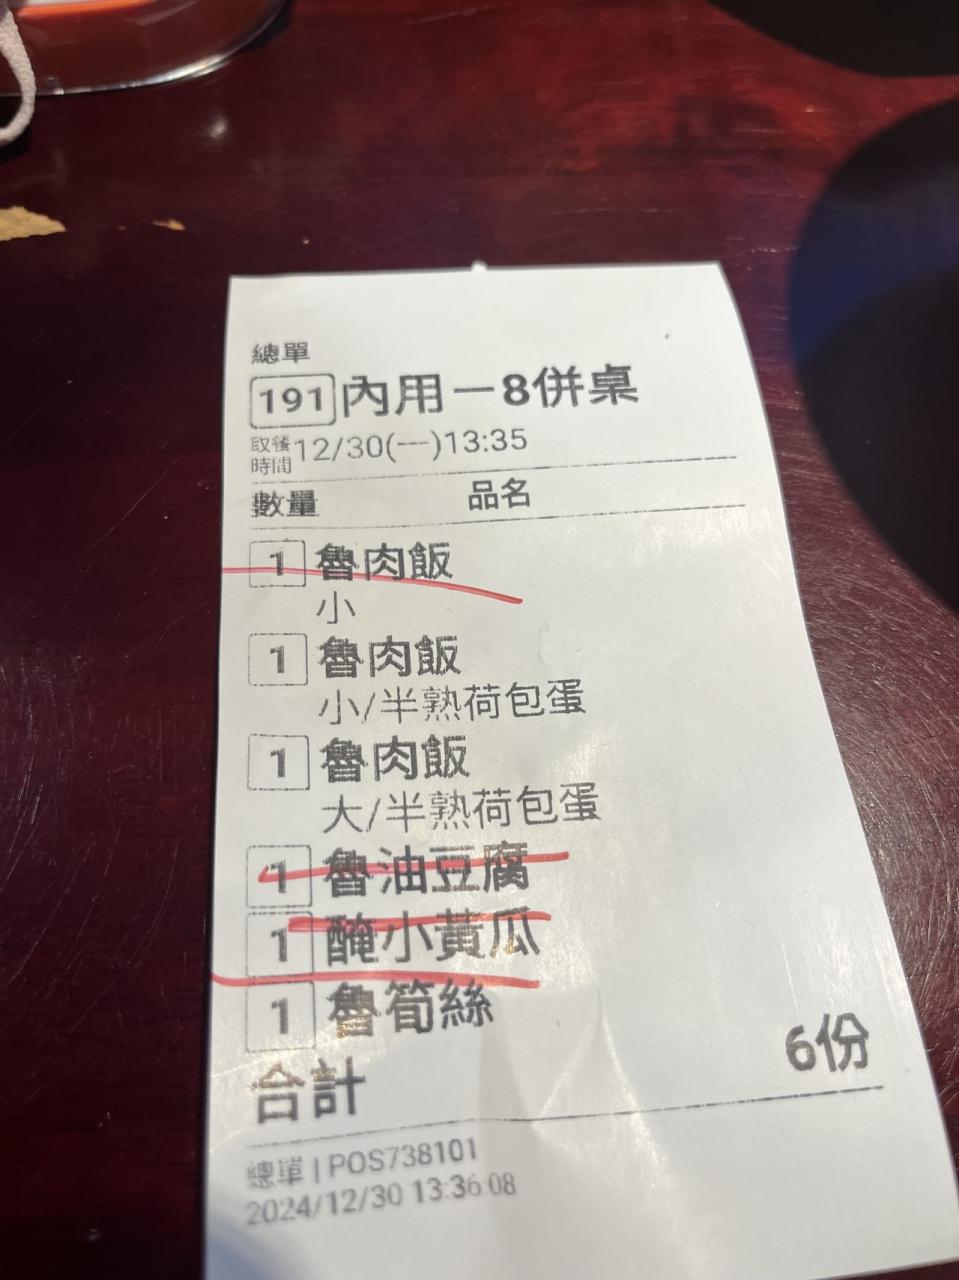 總單
191 內用－8併桌
取餐時間 12/30(一)13:35
數量 品名
1 魯肉飯
小
1 魯肉飯
小/半熟荷包蛋
1 魯肉飯
大/半熟荷包蛋
1 魯油豆腐
1 醃小黃瓜
1 魯筍絲
合計 6份
總單 | POS738101
2024/12/30 13:36:08